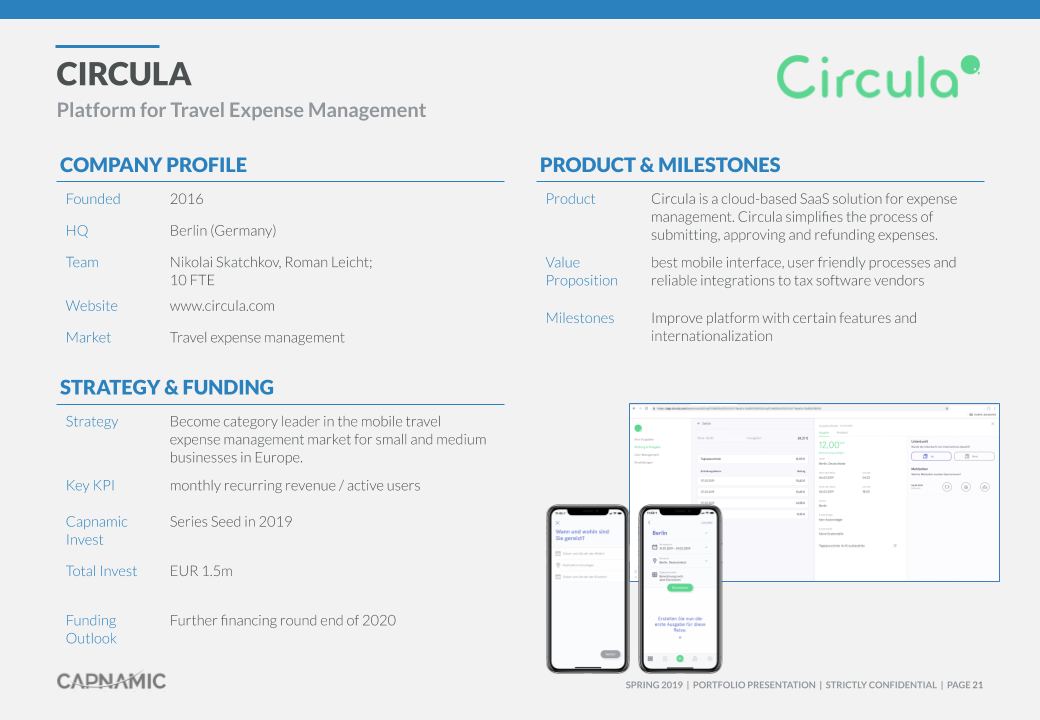 CIRCULA
Platform for Travel Expense Management
Circula
COMPANY PROFILE
Founded 2016
HQ Berlin (Germany)
Team Nikolai Skatchkov, Roman Leicht;
10 FTE
Website www.circula.com
Market Travel expense management
STRATEGY & FUNDING
Strategy Become category leader in the mobile travel
expense management market for small and medium
businesses in Europe.
Key KPI monthly recurring revenue / active users
Capnamic Series Seed in 2019
Invest
Total Invest EUR 1.5m
Funding Further financing round end of 2020
Outlook
PRODUCT & MILESTONES
Product Circula is a cloud-based SaaS solution for expense
management. Circula simplifies the process of
submitting, approving and refunding expenses.
Value best mobile interface, user friendly processes and
Proposition reliable integrations to tax software vendors
Milestones Improve platform with certain features and
internationalization
12,00
Unterkunft
Mahlzeiten
Tagespauschale
Berlin, Deutschland
Wann und wohin sind
Sie gereist?
Berlin
Berlin, Deutschland
Erstellen Sie nun die
erste Ausgabe für diese
Reise.
CAPNAMIC
SPRING 2019 | PORTFOLIO PRESENTATION | STRICTLY CONFIDENTIAL | PAGE 21